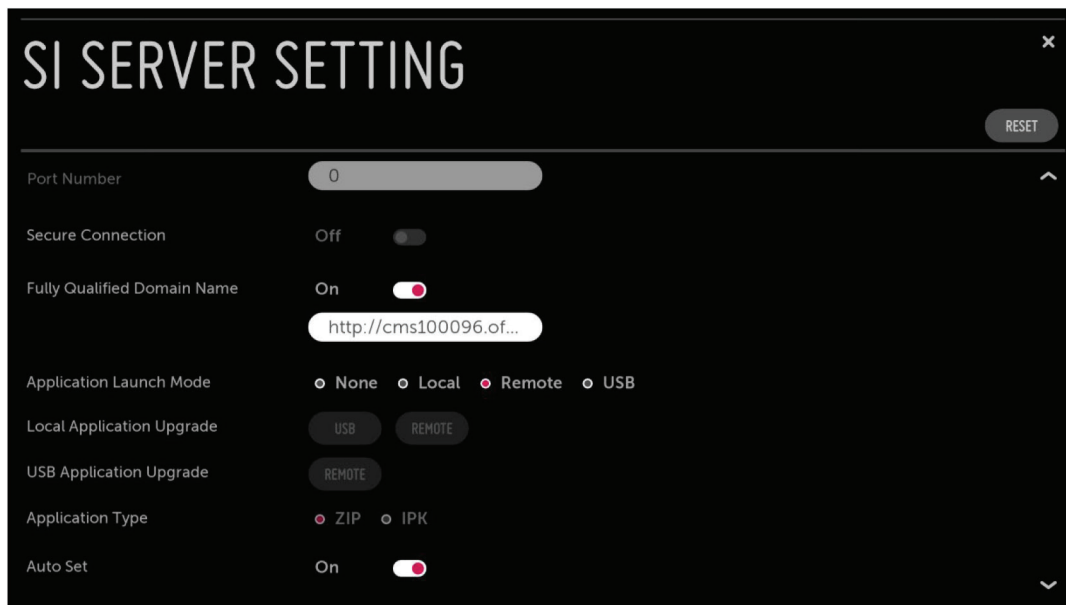 SI SERVER SETTING
RESET
Port Number 0
Secure Connection Off
Fully Qualified Domain Name On
http://cms100096.of...
Application Launch Mode None Local Remote USB
Local Application Upgrade USB REMOTE
USB Application Upgrade REMOTE
Application Type ZIP IPK
Auto Set On